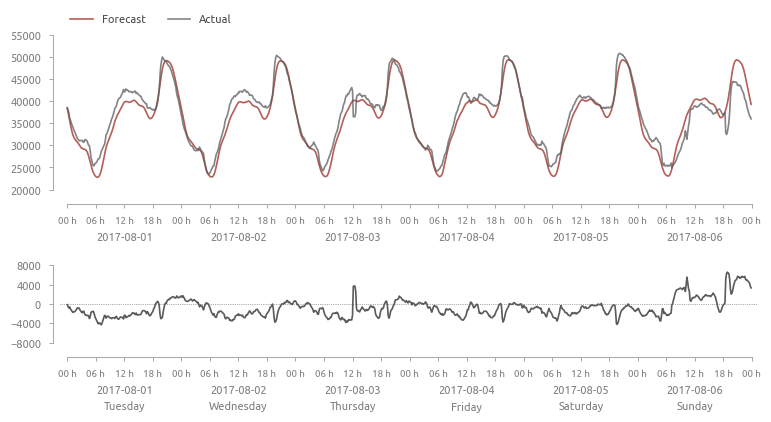 Forecast Actual
55000
50000
45000
40000
35000
30000
25000
20000
00 h 06 h 12 h 18 h 00 h 06 h 12 h 18 h 00 h 06 h 12 h 18 h 00 h 06 h 12 h 18 h 00 h 06 h 12 h 18 h 00 h 06 h 12 h 18 h 00 h
2017-08-01 2017-08-02 2017-08-03 2017-08-04 2017-08-05 2017-08-06
8000
4000
0
−4000
−8000
00 h 06 h 12 h 18 h 00 h 06 h 12 h 18 h 00 h 06 h 12 h 18 h 00 h 06 h 12 h 18 h 00 h 06 h 12 h 18 h 00 h 06 h 12 h 18 h 00 h
2017-08-01 2017-08-02 2017-08-03 2017-08-04 2017-08-05 2017-08-06
Tuesday Wednesday Thursday Friday Saturday Sunday